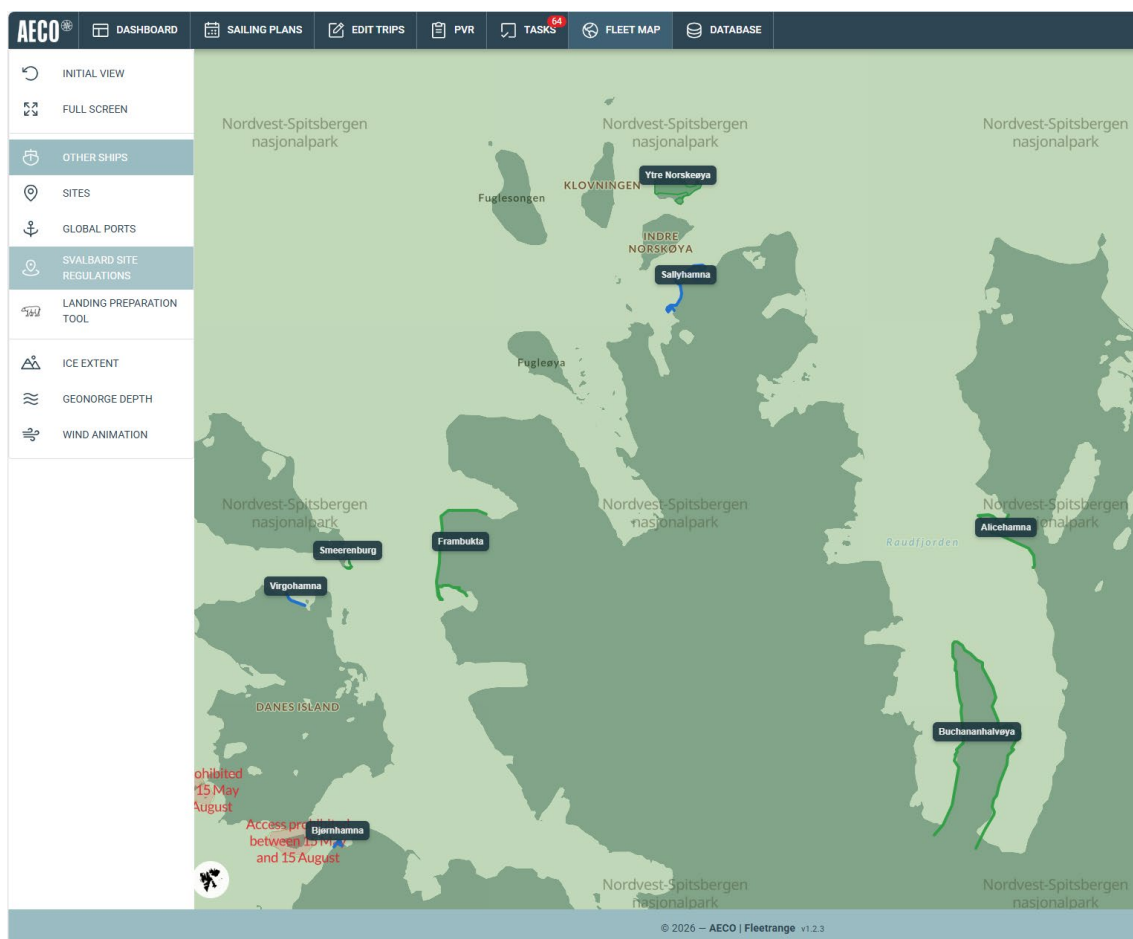 AECO
DASHBOARD
SAILING PLANS
EDIT TRIPS
PVR
TASKS
64
FLEET MAP
DATABASE
INITIAL VIEW
FULL SCREEN
OTHER SHIPS
SITES
GLOBAL PORTS
SVALBARD SITE
REGULATIONS
LANDING PREPARATION
TOOL
ICE EXTENT
GEONORGE DEPTH
WIND ANIMATION
Nordvest-Spitsbergen
nasjonalpark
Nordvest-Spitsbergen
nasjonalpark
Nordvest-Spitsbergen
nasjonalpark
Ytre Norskeøya
KLOVNINGEN
Fuglesongen
INDRE
NORSKØYA
Sallyhamna
Fugleøya
Nordvest-Spitsbergen
nasjonalpark
Nordvest-Spitsbergen
nasjonalpark
Nordvest-Spitsbergen
onalpark
Alicehamna
Frambukta
Raudfjorden
Smeerenburg
Virgohamna
DANES ISLAND
Buchananhalvøya
ohibited
15 May
August
Access pro
Bjørnhamna
between 15 M
and 15 August
Nordvest-Spitsbergen
nasjonalpark
Nordvest-Spitsbergen
nasjonalpark
© 2026 — AECO | Fleetrange v1.2.3